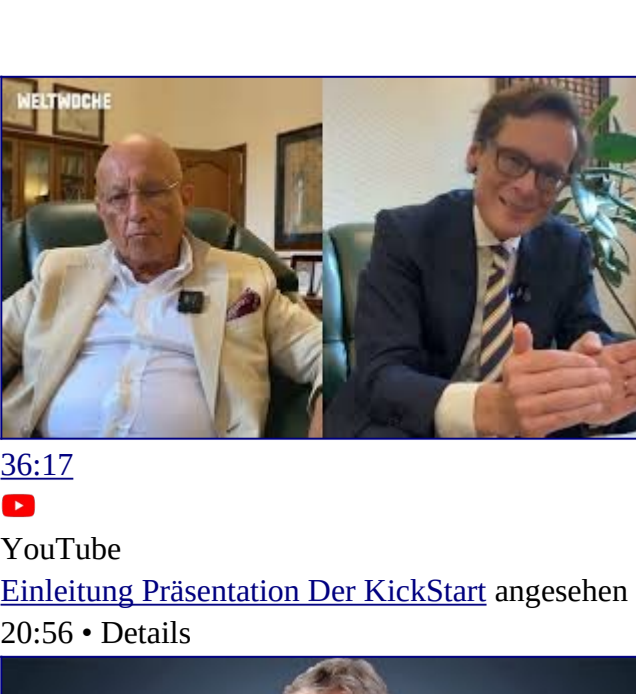 WELTWOCHE
36:17
YouTube
Einleitung Präsentation Der KickStart angesehen
20:56 • Details